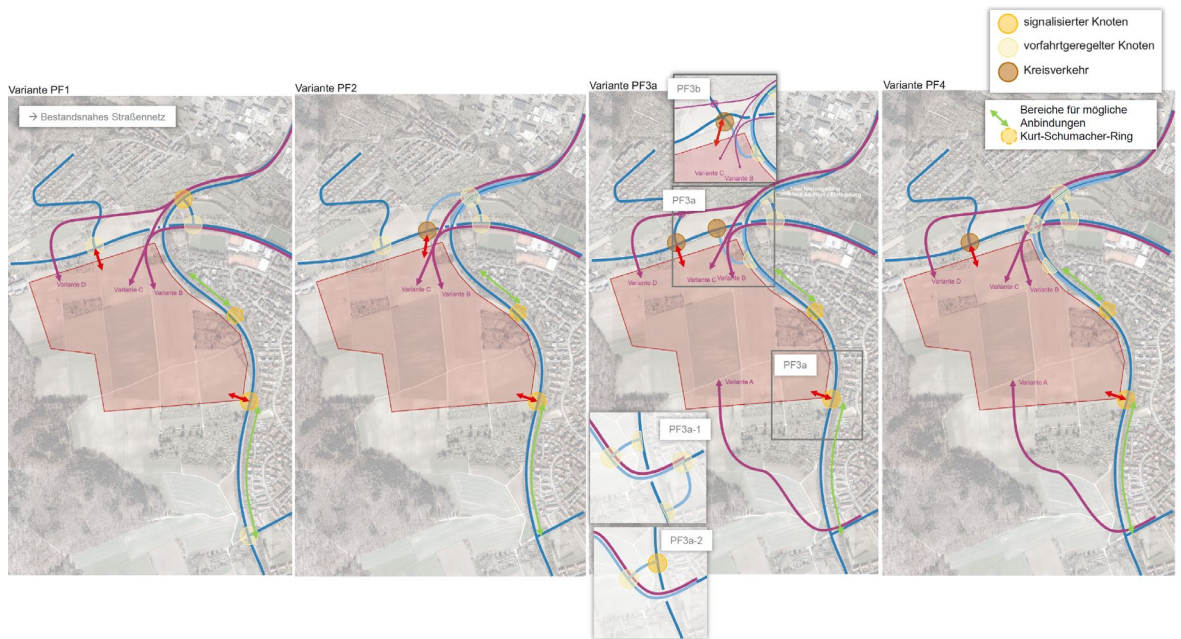 signalisierter Knoten
vorfahrtgeregelter Knoten
Kreisverkehr
Bereiche für mögliche
Anbindungen
Kurt-Schumacher-Ring
Variante PF1
→ Bestandsnahes Straßennetz
Variante D
Variante C
Variante B
Variante PF2
Variante C
Variante B
Variante PF3a
PF3b
Variante C
Variante B
PF3a
Variante D
Variante C
Variante B
PF3a
Variante A
PF3a-1
PF3a-2
Variante PF4
Variante D
Variante C
Variante B
Variante A